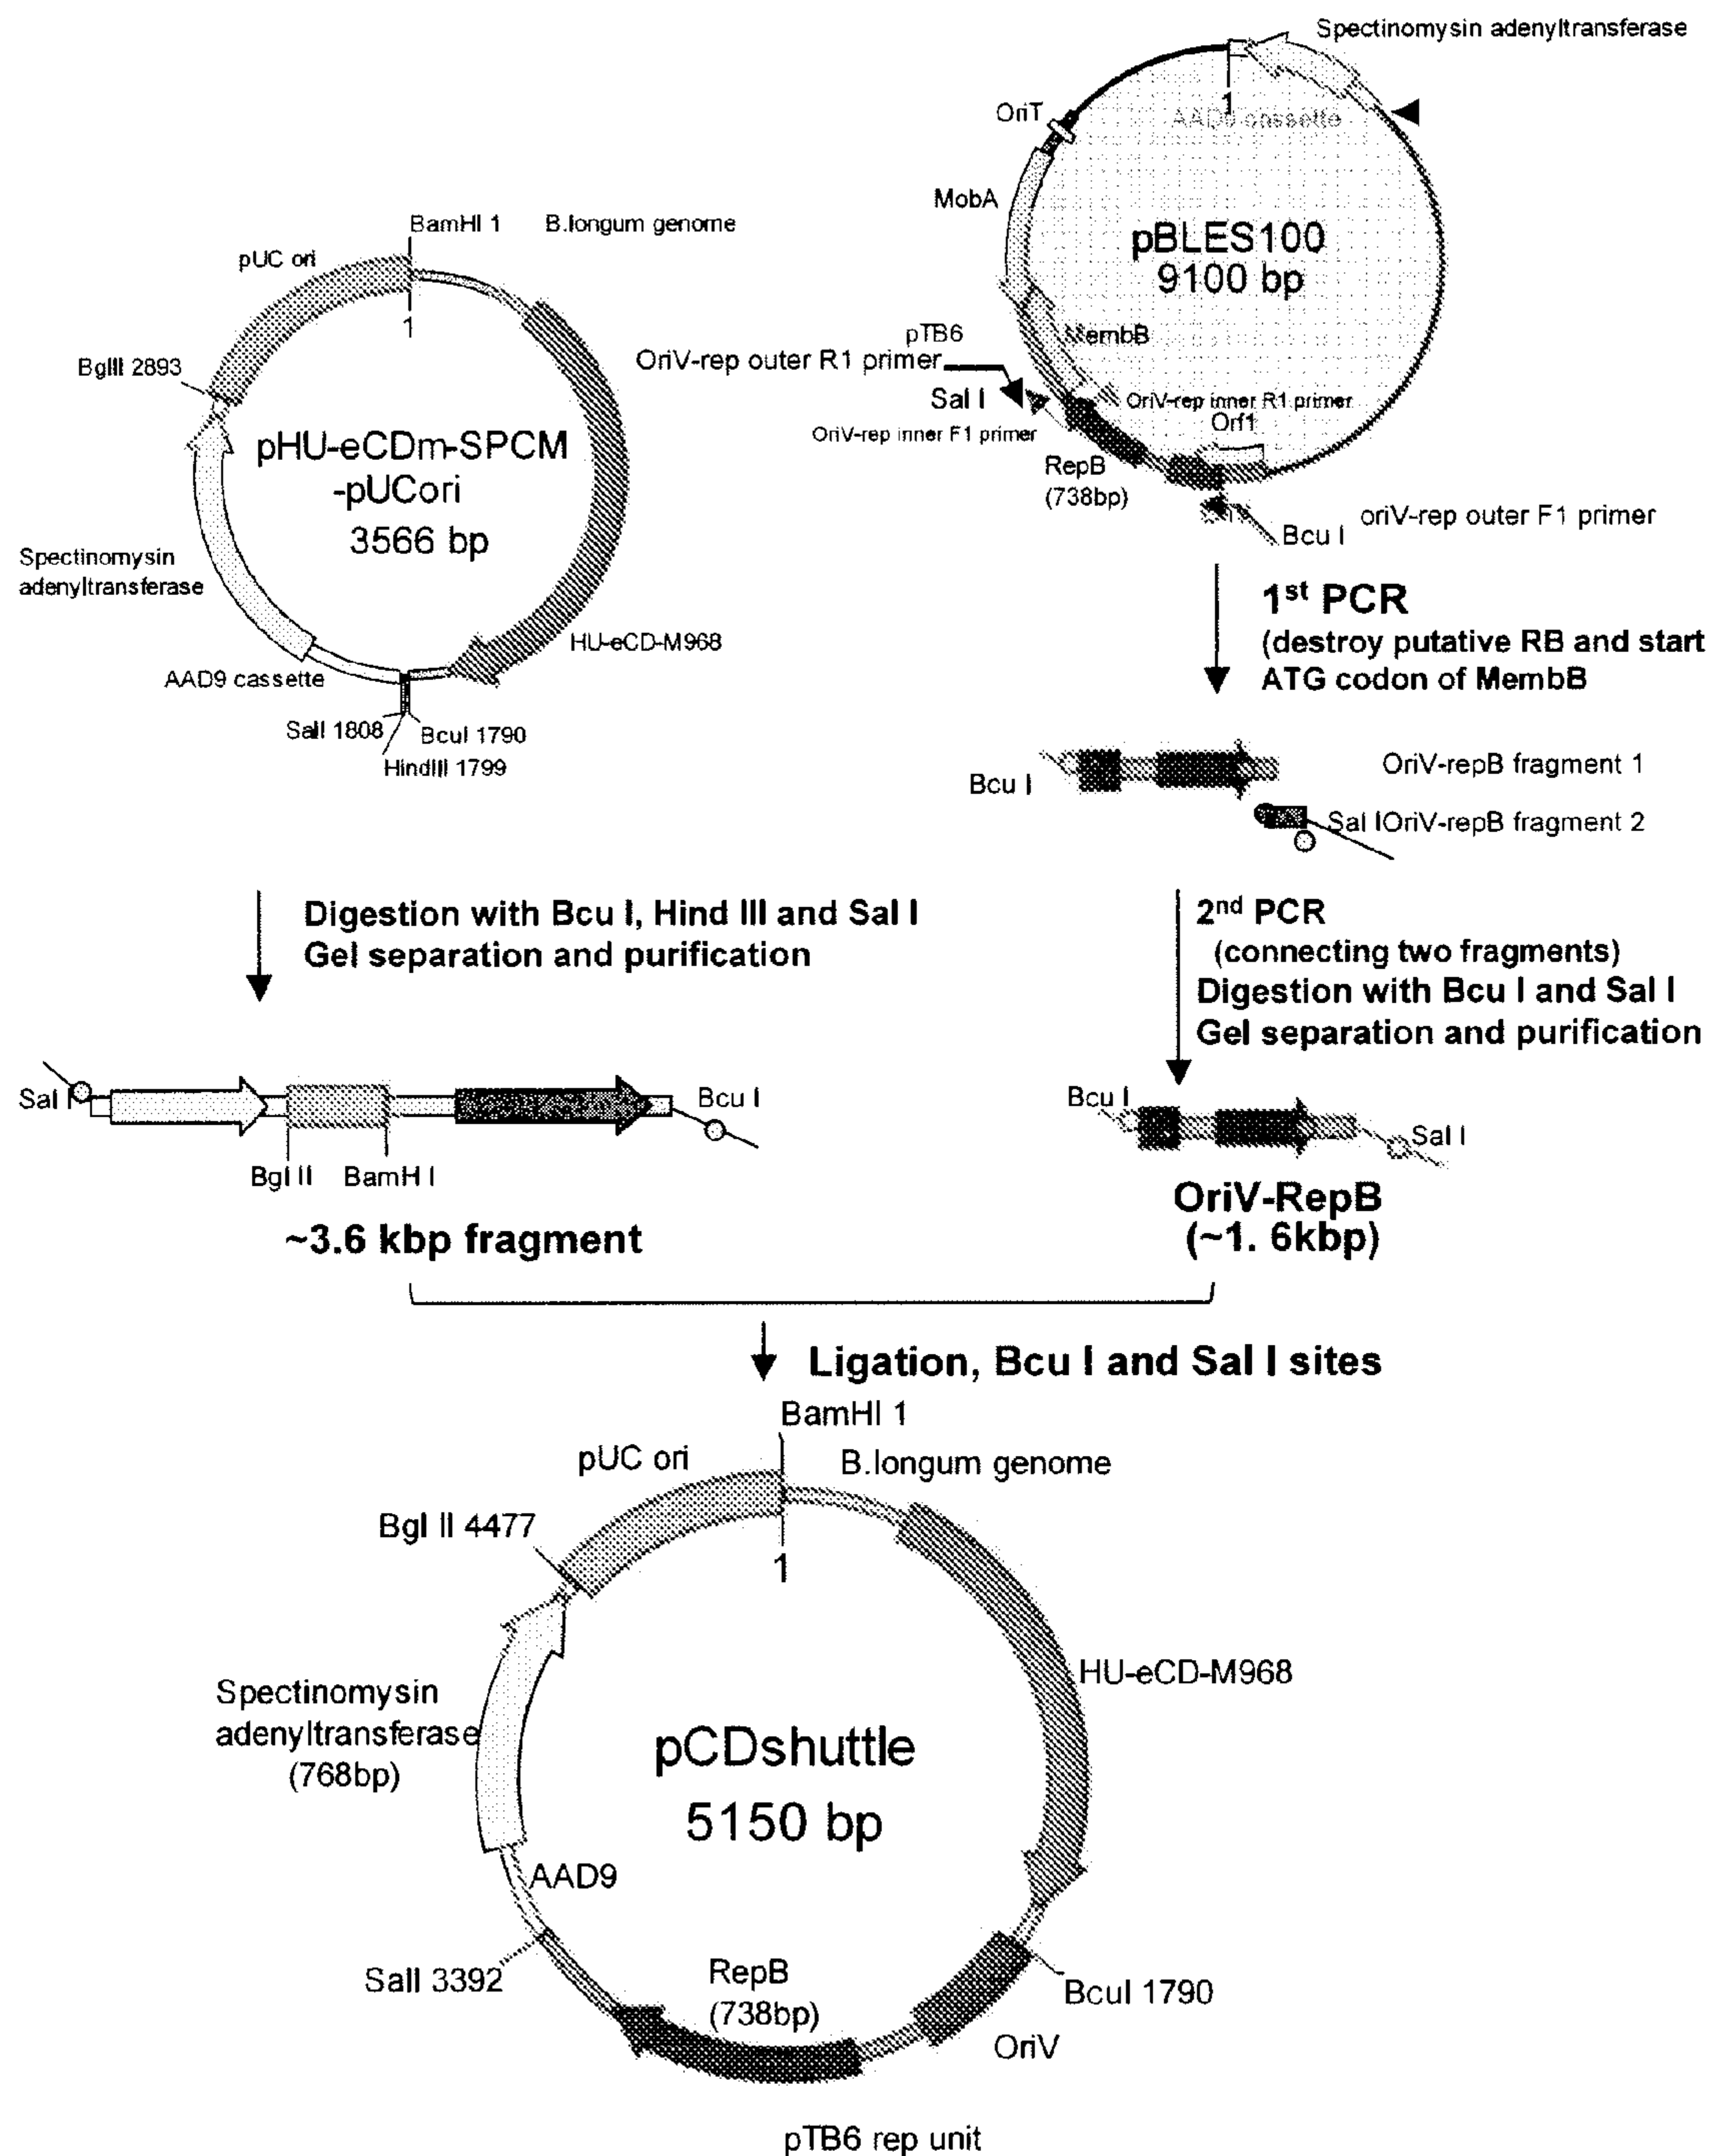 Spectinomysin adenyltransferase
1
AAD9 cassette
OriT
MobA
pBLES100
9100 bp
MembB
pTB6
OriV-rep outer R1 primer
Sal I
OriV-rep inner R1 primer
OriV-rep inner F1 primer
Orf1
RepB
(738bp)
oriV-rep outer F1 primer
Bcu I
BamHI 1
B.longum genome
pUC ori
1
BglII 2893
pHU-eCDm-SPCM
-pUCori
3566 bp
Spectinomysin
adenyltransferase
HU-eCD-M968
AAD9 cassette
SalI 1808
BcuI 1790
HindIII 1799
1st PCR
(destroy putative RB and start
ATG codon of MembB
Bcu I
OriV-repB fragment 1
Sal I
OriV-repB fragment 2
Digestion with Bcu I, Hind III and Sal I
Gel separation and purification
2nd PCR
(connecting two fragments)
Digestion with Bcu I and Sal I
Gel separation and purification
Sal I
Bcu I
Bgl II
BamH I
~3.6 kbp fragment
Bcu I
Sal I
OriV-RepB
(~1. 6kbp)
Ligation, Bcu I and Sal I sites
BamHI 1
pUC ori
B.longum genome
Bgl II 4477
1
HU-eCD-M968
Spectinomysin
adenyltransferase
(768bp)
pCDshuttle
5150 bp
AAD9
SalI 3392
RepB
(738bp)
BcuI 1790
OriV
pTB6 rep unit